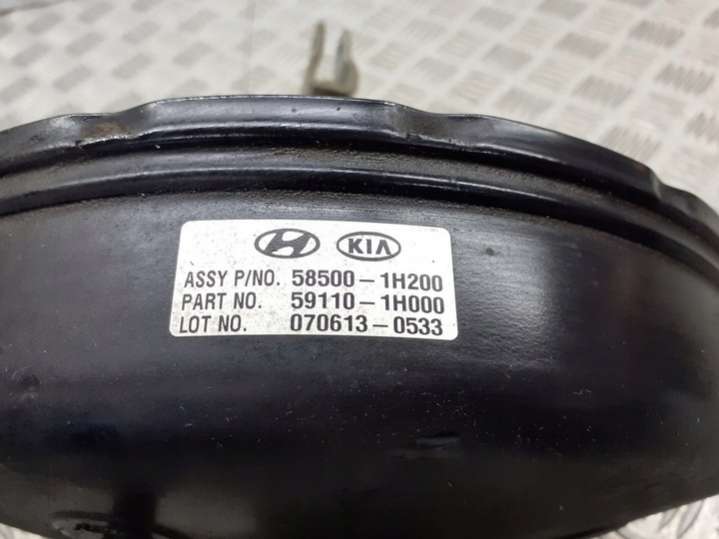 KIA
ASSY P/NO. 58500-1H200
PART NO. 59110-1H000
LOT NO. 070613-0533